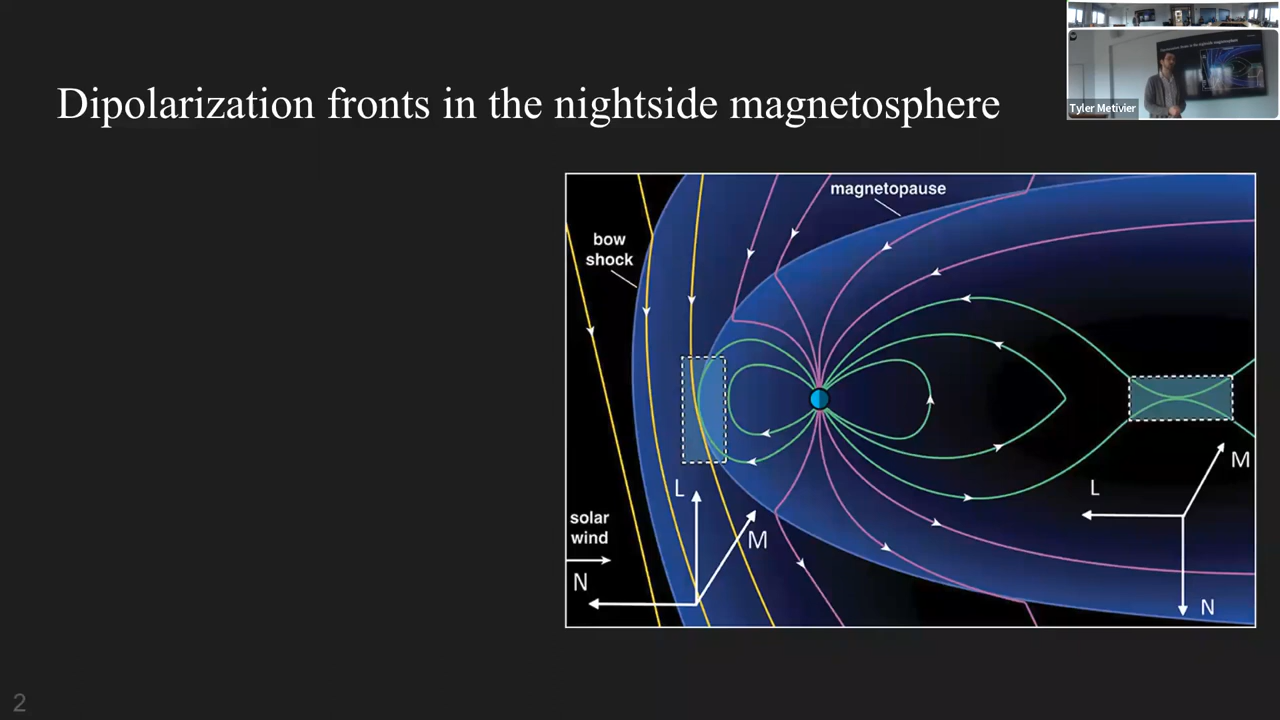 Dipolarization fronts in the nightside magnetosphere
Tyler Metivier
magnetopause
bow
shock
L
M
solar
wind
N
L
M
N
2